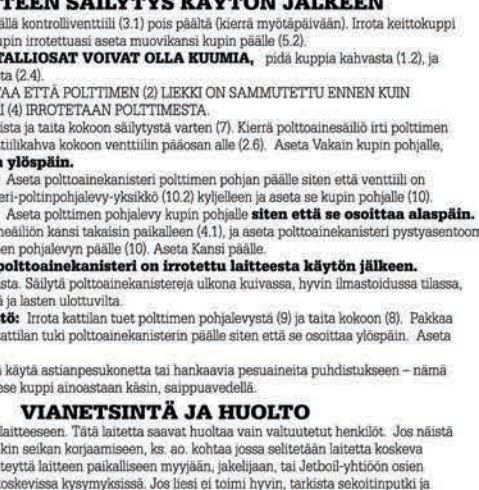 TTEEN SÄILYTYS KÄYTÖN JÄLKEEN
ällä kontrolliventtiili (3.1) pois päältä (kierrä myötäpäivään). Irrota keittokuppi
upin irrotettuasi aseta muovikansi kupin päälle (5.2).
TALLIOSAT VOIVAT OLLA KUUMIA, pidä kuppia kahvasta (1.2), ja
sta (2.4).
TAA ETTÄ POLTTIMEN (2) LIEKKI ON SAMMUTETTU ENNEN KUIN
I (4) IRROTETAAN POLTTIMESTA.
ista ja taita kokoon säilytystä varten (7). Kierrä polttoainesäiliö irti polttimen
tiilikahva kokoon venttiilin pääosan alle (2.6). Aseta Vakain kupin pohjalle,
ylöspäin.
Aseta polttoainekanisteri polttimen pohjan päälle siten että venttiili on
eri-poltinpohjalevy-yksikkö (10.2) kyljelleen ja aseta se kupin pohjalle (10).
Aseta polttimen pohjalevy kupin pohjalle siten että se osoittaa alaspäin.
neäiliön kansi takaisin paikalleen (4.1), ja aseta polttoainekanisteri pystyasentoon
en pohjalevyn päälle (10). Aseta Kansi päälle.
polttoainekanisteri on irrotettu laitteesta käytön jälkeen.
sta. Säilytä polttoainekanistereja ulkona kuivassa, hyvin ilmastoidussa tilassa,
ä ja lasten ulottuvilta.
tö: Irrota kattilan tuet polttimen pohjalevystä (9) ja taita kokoon (8). Pakkaa
attilan tuki polttoainekanisterin päälle siten että se osoittaa ylöspäin. Aseta
käytä astianpesukonetta tai hankaavia pesuaineita puhdistukseen – nämä
ese kuppi ainoastaan käsin, saippuavedellä.
VIANETSINTÄ JA HUOLTO
laitteeseen. Tätä laitetta saavat huoltaa vain valtuutetut henkilöt. Jos näistä
kin seikan korjaamiseen, ks. ao. kohtaa jossa selitetään laitetta koskeva
teyttä laitteen paikalliseen myyjään, jakelijaan, tai Jetboil-yhtiöön osien
oskevissa kysymyksissä. Jos liesi ei toimi hyvin, tarkista sekoitinputki ja